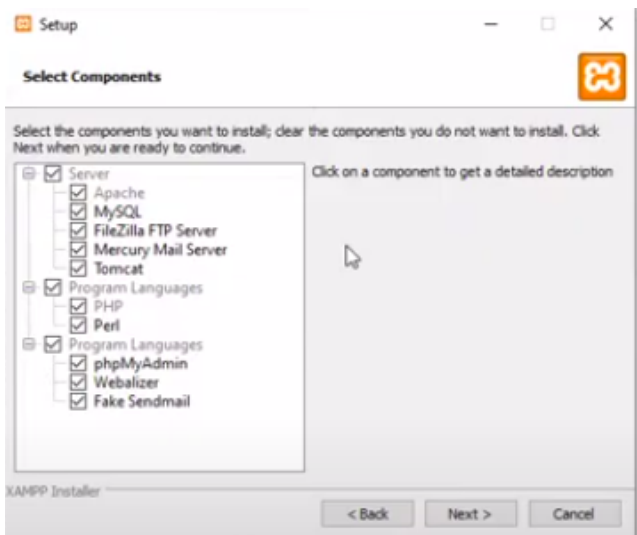 Setup
Select Components
Select the components you want to install; clear the components you do not want to install. Click
Next when you are ready to continue.
Server
Apache
MySQL
FileZilla FTP Server
Mercury Mail Server
Tomcat
Program Languages
PHP
Perl
Program Languages
phpMyAdmin
Webalizer
Fake Sendmail
Click on a component to get a detailed description
XAMPP Installer
< Back
Next >
Cancel